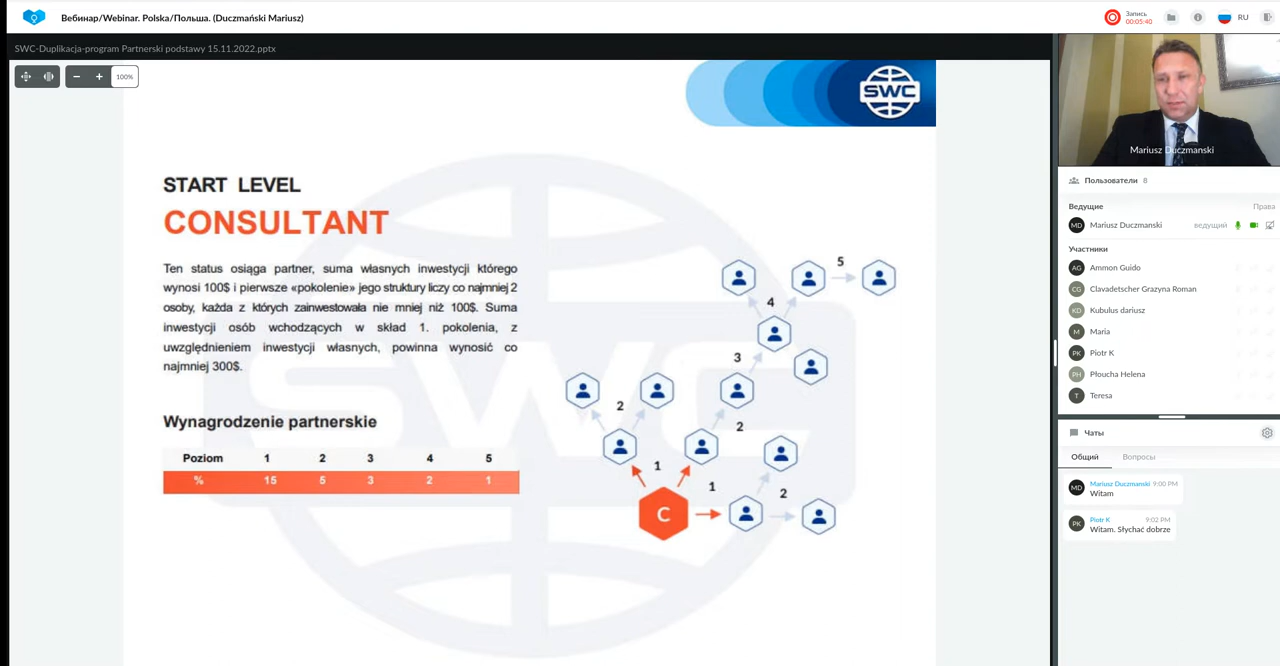 Вебинар/Webinar. Polska/Польша. (Duczmański Mariusz)
Запись
00:05:40
RU
SWC-Duplikacja-program Partnerski podstawy 15.11.2022.pptx
100%
SWC
START LEVEL
CONSULTANT
Ten status osiąga partner, suma własnych inwestycji którego
wynosi 100$ i pierwsze «pokolenie» jego struktury liczy co najmniej 2
osoby, każda z których zainwestowała nie mniej niż 100$. Suma
inwestycji osób wchodzących w skład 1. pokolenia, z
uwzględnieniem inwestycji własnych, powinna wynosić co
najmniej 300$.
Wynagrodzenie partnerskie
Poziom 1 2 3 4 5
% 15 5 3 2 1
5
4
3
2
2
1
1
2
C
SWC
Mariusz Duczmanski
Пользователи 8
Ведущие Права
MD Mariusz Duczmanski ведущий
Участники
AG Ammon Guido
CG Clavadetscher Grazyna Roman
KD Kubulus dariusz
M Maria
PK Piotr K
PH Płoucha Helena
T Teresa
Чаты
Общий Вопросы
MD Mariusz Duczmanski 9:00 PM
Witam
PK Piotr K 9:02 PM
Witam. Słychać dobrze